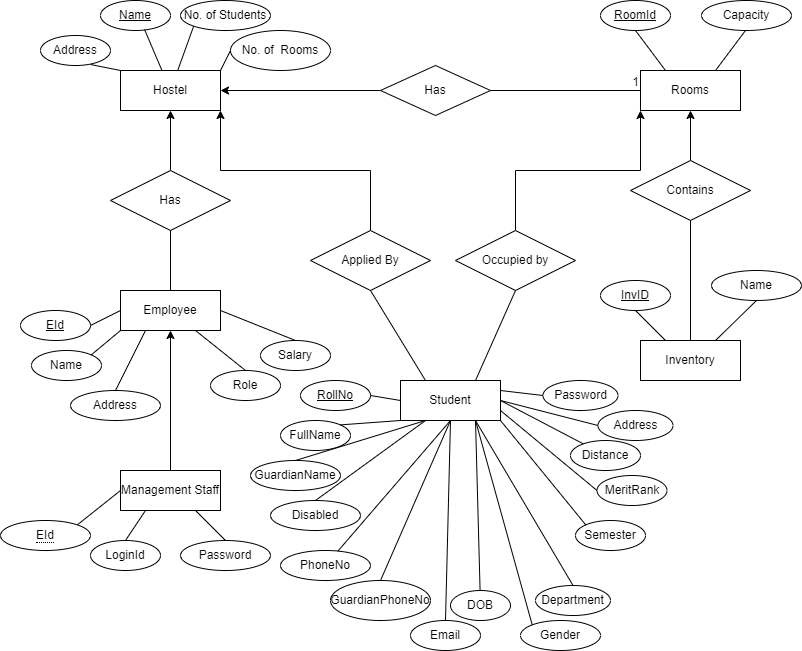 Name
No. of Students
RoomId
Capacity
Address
No. of  Rooms
1
Hostel
Has
Rooms
Has
Contains
Applied By
Occupied by
InvID
Name
Employee
EId
Name
Salary
Inventory
Address
Role
RollNo
Student
Password
FullName
Address
GuardianName
Distance
Management Staff
MeritRank
Disabled
EId
LoginId
Password
Semester
PhoneNo
GuardianPhoneNo
DOB
Department
Email
Gender